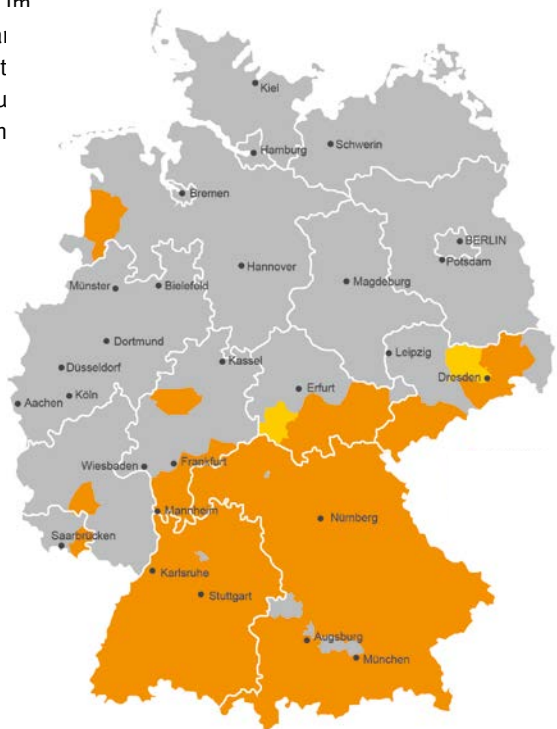 Im
t
u
Kiel
Hamburg
Schwerin
Bremen
BERLIN
Potsdam
Hannover
Magdeburg
Münster
Bielefeld
Dortmund
Kassel
Leipzig
Düsseldorf
Erfurt
Dresden
Köln
Aachen
Wiesbaden
Frankfurt
Mannheim
Nürnberg
Saarbrücken
Karlsruhe
Stuttgart
Augsburg
München